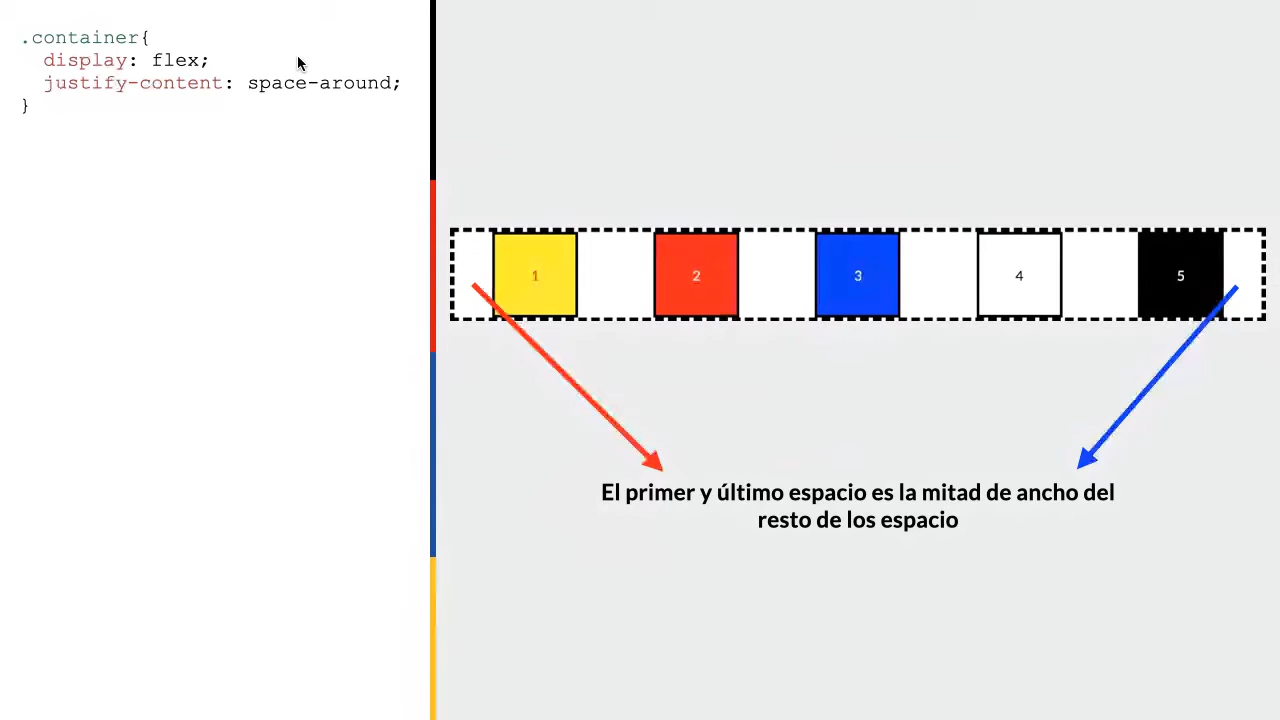 .container{
display: flex;
justify-content: space-around;
}
1
2
3
4
5
El primer y último espacio es la mitad de ancho del
resto de los espacio